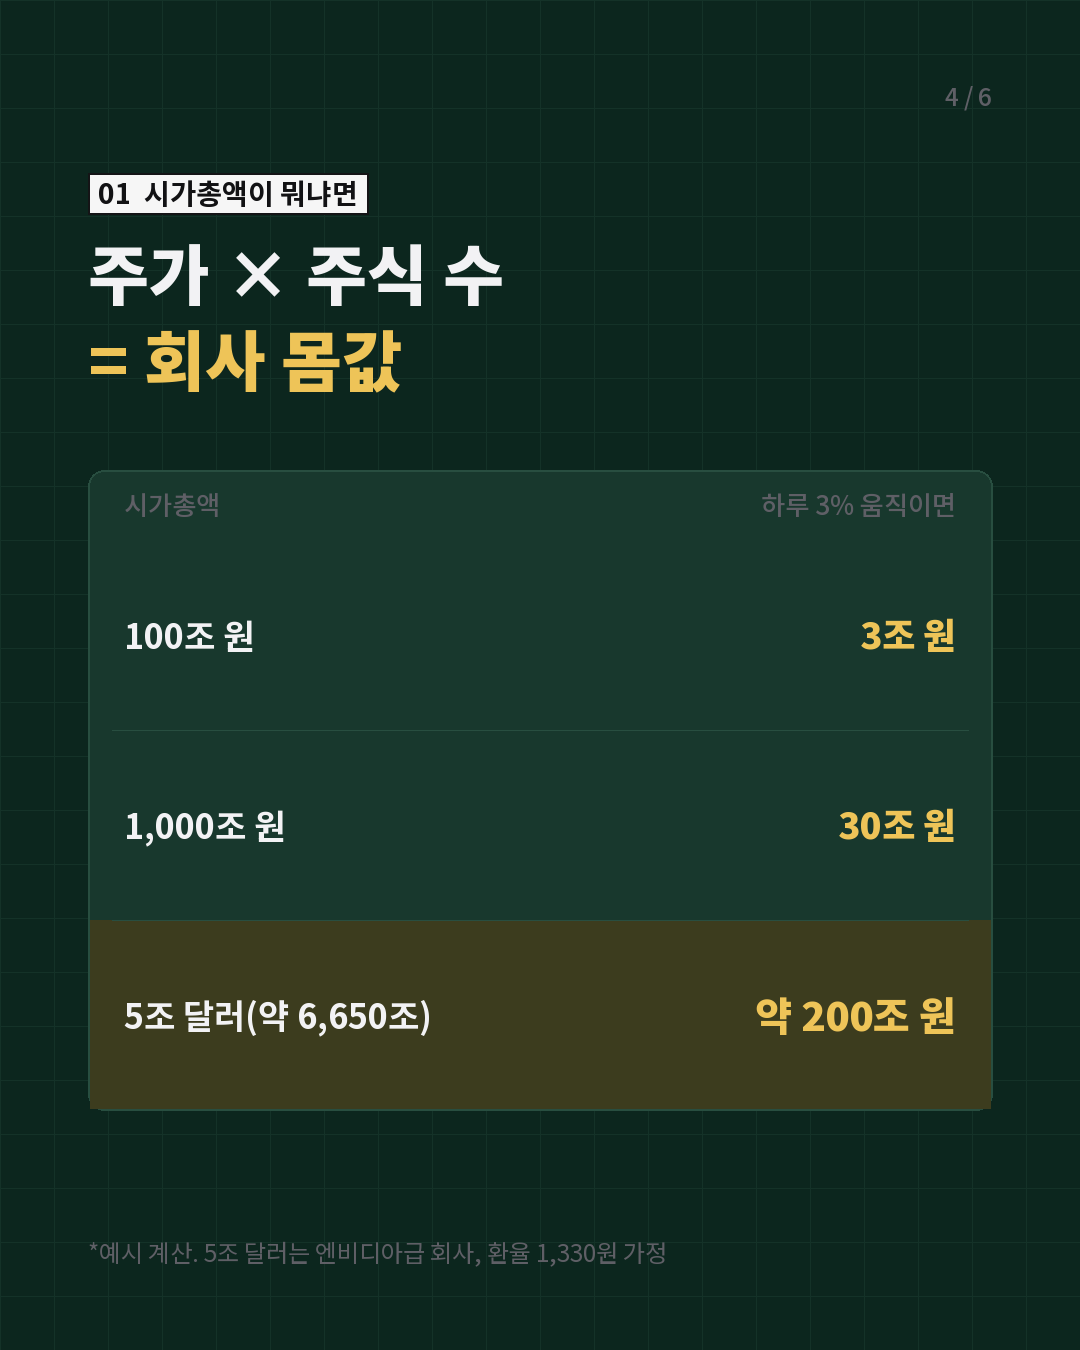 4 / 6
01 시가총액이 뭐냐면
주가 × 주식 수
= 회사 몸값
시가총액 하루 3% 움직이면
100조 원 3조 원
1,000조 원 30조 원
5조 달러(약 6,650조) 약 200조 원
*예시 계산. 5조 달러는 엔비디아급 회사, 환율 1,330원 가정